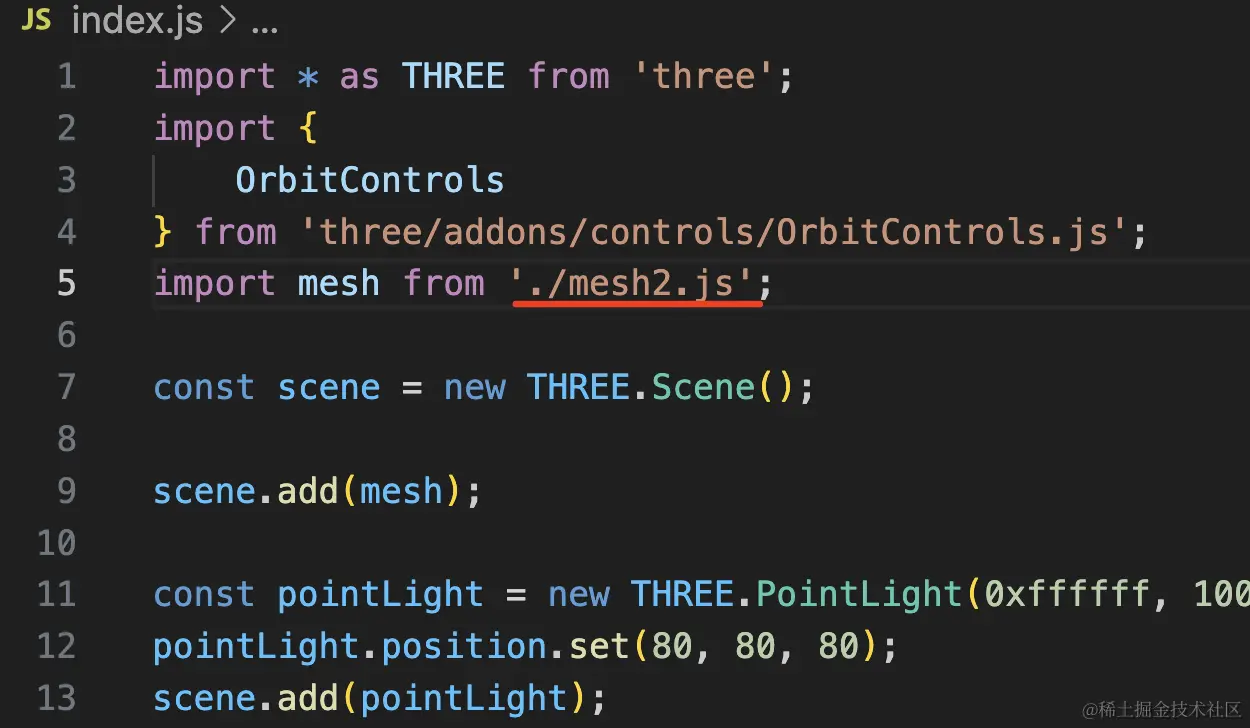 JS index.js > ...
1 import * as THREE from 'three';
2 import {
3     OrbitControls
4 } from 'three/addons/controls/OrbitControls.js';
5 import mesh from './mesh2.js';
6
7 const scene = new THREE.Scene();
8
9 scene.add(mesh);
10
11 const pointLight = new THREE.PointLight(0xffffff, 100
12 pointLight.position.set(80, 80, 80);
13 scene.add(pointLight);
@稀土掘金技术社区